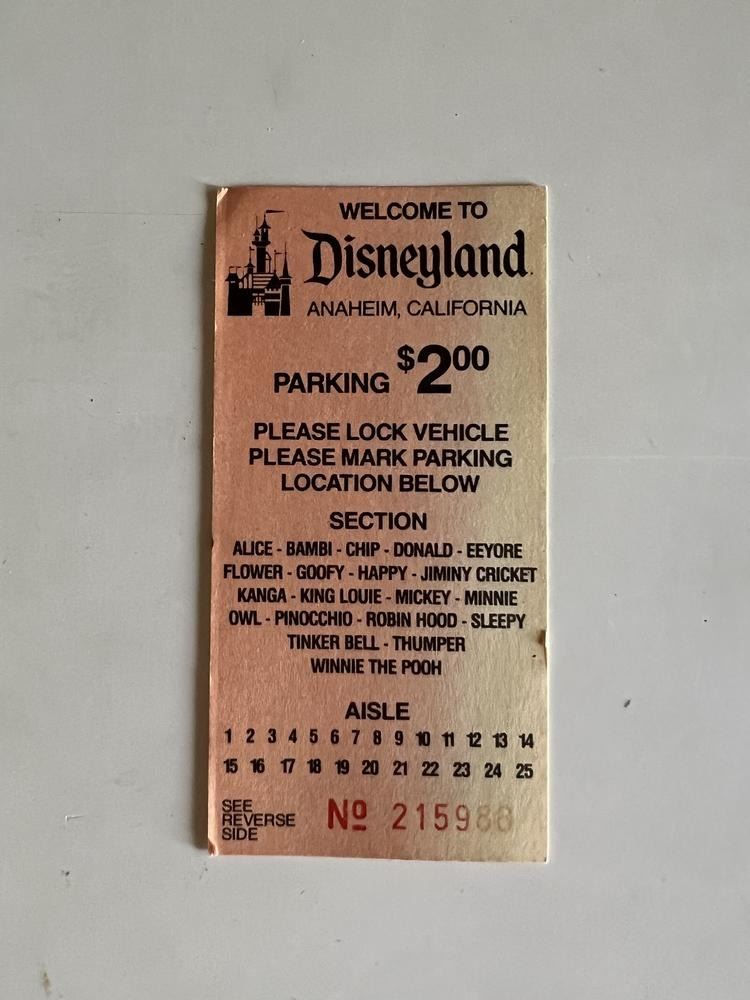 WELCOME TO
Disneyland.
ANAHEIM, CALIFORNIA
PARKING $2.00
PLEASE LOCK VEHICLE
PLEASE MARK PARKING
LOCATION BELOW
SECTION
ALICE - BAMBI - CHIP - DONALD - EEYORE
FLOWER - GOOFY - HAPPY - JIMINY CRICKET
KANGA - KING LOUIE - MICKEY - MINNIE
OWL - PINOCCHIO - ROBIN HOOD - SLEEPY
TINKER BELL - THUMPER
WINNIE THE POOH
AISLE
1 2 3 4 5 6 7 8 9 10 11 12 13 14
15 16 17 18 19 20 21 22 23 24 25
SEE
REVERSE
SIDE
Nº